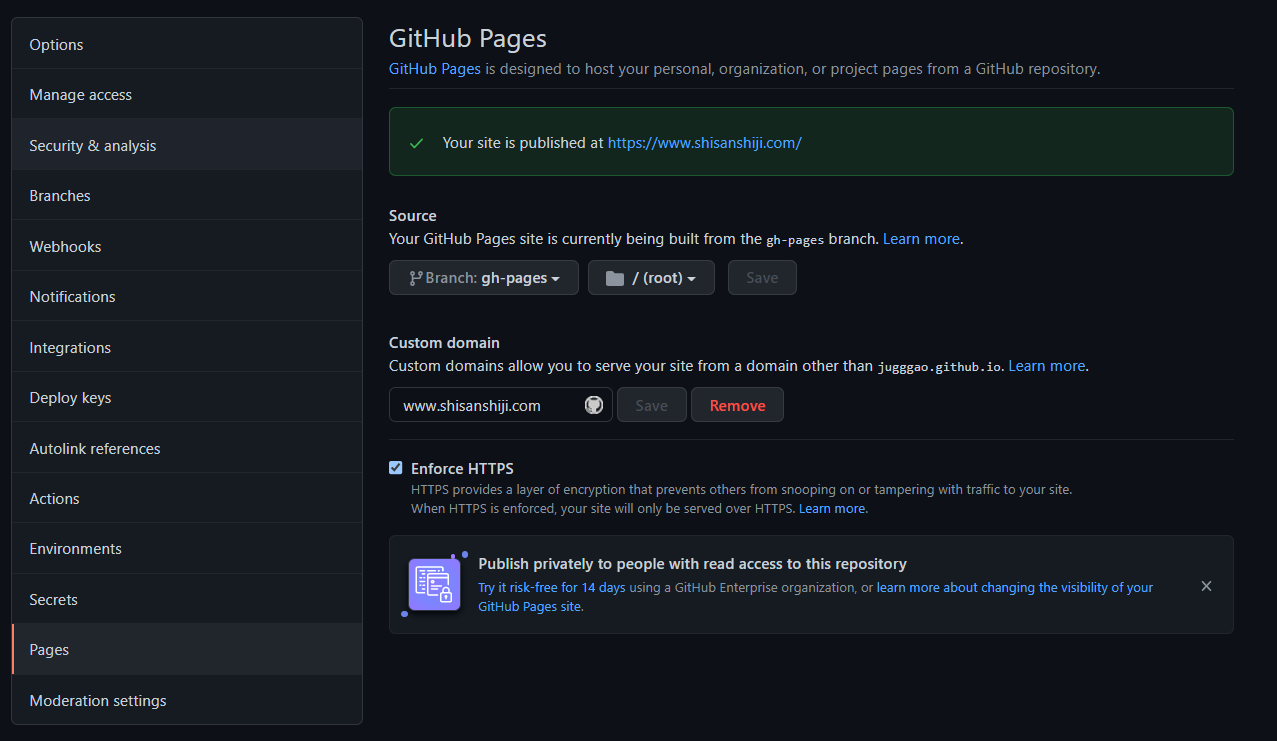 Options
Manage access
Security & analysis
Branches
Webhooks
Notifications
Integrations
Deploy keys
Autolink references
Actions
Environments
Secrets
Pages
Moderation settings
GitHub Pages
GitHub Pages is designed to host your personal, organization, or project pages from a GitHub repository.
Your site is published at https://www.shisanshiji.com/
Source
Your GitHub Pages site is currently being built from the gh-pages branch. Learn more.
Branch: gh-pages / (root) Save
Custom domain
Custom domains allow you to serve your site from a domain other than jugggao.github.io. Learn more.
www.shisanshiji.com Save Remove
Enforce HTTPS
HTTPS provides a layer of encryption that prevents others from snooping on or tampering with traffic to your site.
When HTTPS is enforced, your site will only be served over HTTPS. Learn more.
Publish privately to people with read access to this repository
Try it risk-free for 14 days using a GitHub Enterprise organization, or learn more about changing the visibility of your
GitHub Pages site.